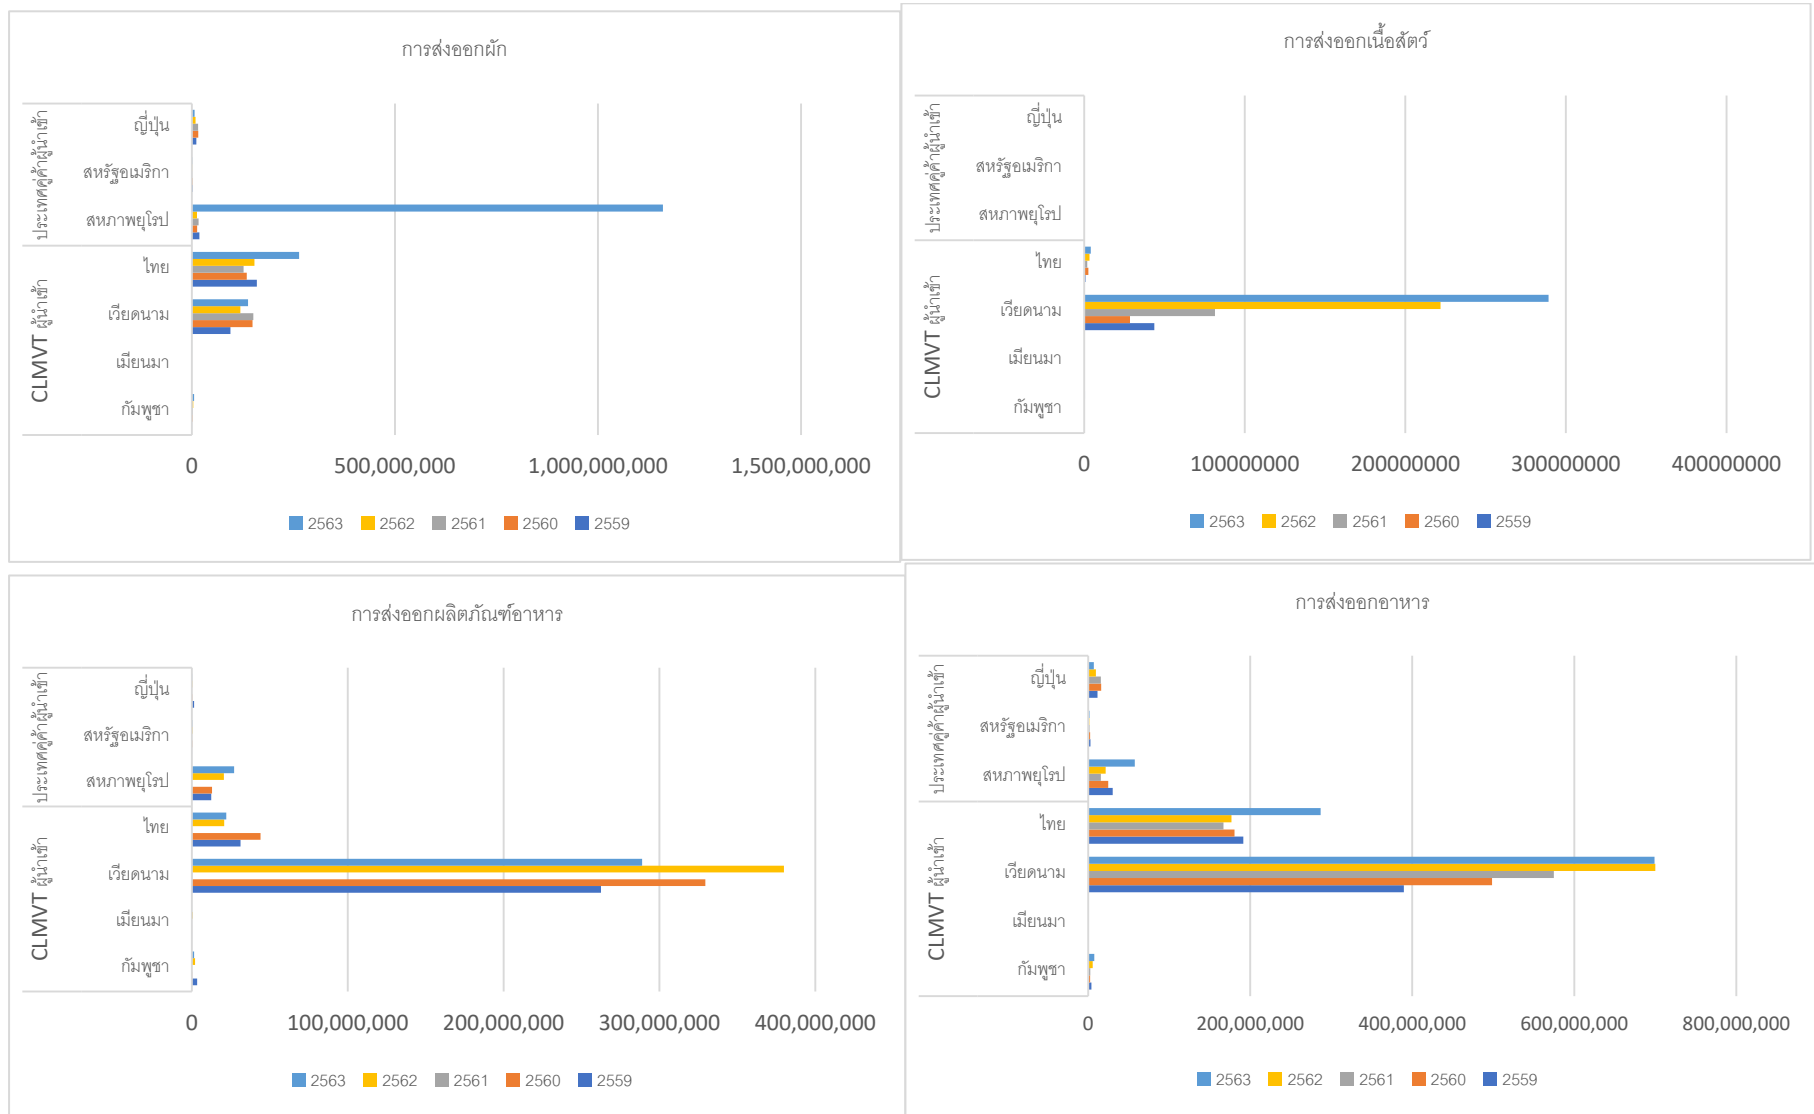 การส่งออกผัก
ประเทศคู่ค้าผู้นำเข้า
ญี่ปุ่น
สหรัฐอเมริกา
สหภาพยุโรป
CLMVT ผู้นำเข้า
ไทย
เวียดนาม
เมียนมา
กัมพูชา
0 500,000,000 1,000,000,000 1,500,000,000
2563 2562 2561 2560 2559
การส่งออกเนื้อสัตว์
ประเทศคู่ค้าผู้นำเข้า
ญี่ปุ่น
สหรัฐอเมริกา
สหภาพยุโรป
CLMVT ผู้นำเข้า
ไทย
เวียดนาม
เมียนมา
กัมพูชา
0 100000000 200000000 300000000 400000000
2563 2562 2561 2560 2559
การส่งออกผลิตภัณฑ์อาหาร
ประเทศคู่ค้าผู้นำเข้า
ญี่ปุ่น
สหรัฐอเมริกา
สหภาพยุโรป
CLMVT ผู้นำเข้า
ไทย
เวียดนาม
เมียนมา
กัมพูชา
0 100,000,000 200,000,000 300,000,000 400,000,000
2563 2562 2561 2560 2559
การส่งออกอาหาร
ประเทศคู่ค้าผู้นำเข้า
ญี่ปุ่น
สหรัฐอเมริกา
สหภาพยุโรป
CLMVT ผู้นำเข้า
ไทย
เวียดนาม
เมียนมา
กัมพูชา
0 200,000,000 400,000,000 600,000,000 800,000,000
2563 2562 2561 2560 2559